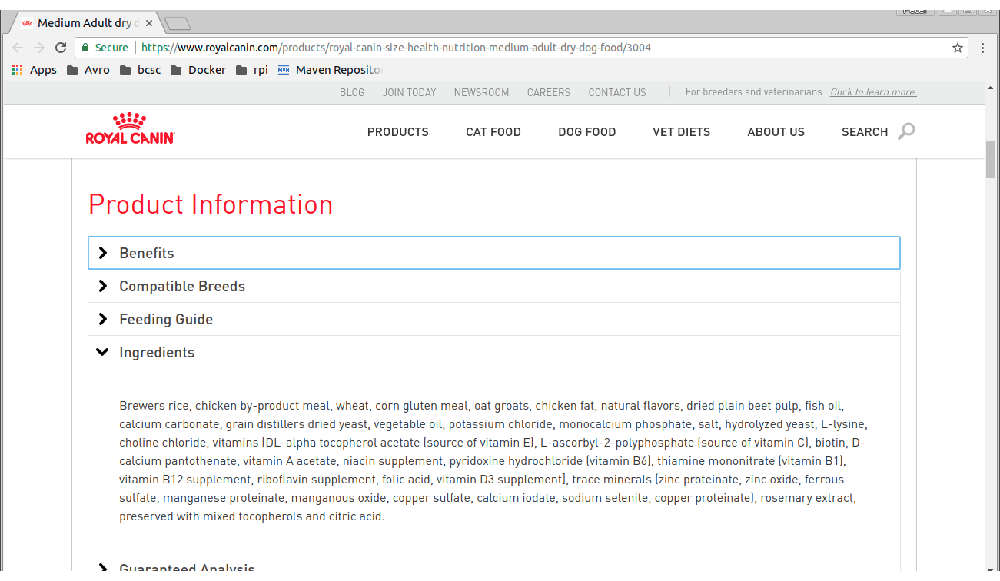 Peter
Medium Adult dry d
Secure https://www.royalcanin.com/products/royal-canin-size-health-nutrition-medium-adult-dry-dog-food/3004
Apps Avro bcsc Docker rpi Maven Reposito
BLOG JOIN TODAY NEWSROOM CAREERS CONTACT US For breeders and veterinarians Click to learn more.
ROYAL CANIN
PRODUCTS CAT FOOD DOG FOOD VET DIETS ABOUT US SEARCH
Product Information
Benefits
Compatible Breeds
Feeding Guide
Ingredients
Brewers rice, chicken by-product meal, wheat, corn gluten meal, oat groats, chicken fat, natural flavors, dried plain beet pulp, fish oil,
calcium carbonate, grain distillers dried yeast, vegetable oil, potassium chloride, monocalcium phosphate, salt, hydrolyzed yeast, L-lysine,
choline chloride, vitamins [DL-alpha tocopherol acetate (source of vitamin E), L-ascorbyl-2-polyphosphate (source of vitamin C), biotin, D-
calcium pantothenate, vitamin A acetate, niacin supplement, pyridoxine hydrochloride (vitamin B6), thiamine mononitrate (vitamin B1),
vitamin B12 supplement, riboflavin supplement, folic acid, vitamin D3 supplement], trace minerals (zinc proteinate, zinc oxide, ferrous
sulfate, manganese proteinate, manganous oxide, copper sulfate, calcium iodate, sodium selenite, copper proteinate), rosemary extract,
preserved with mixed tocopherols and citric acid.
Guaranteed Analysis